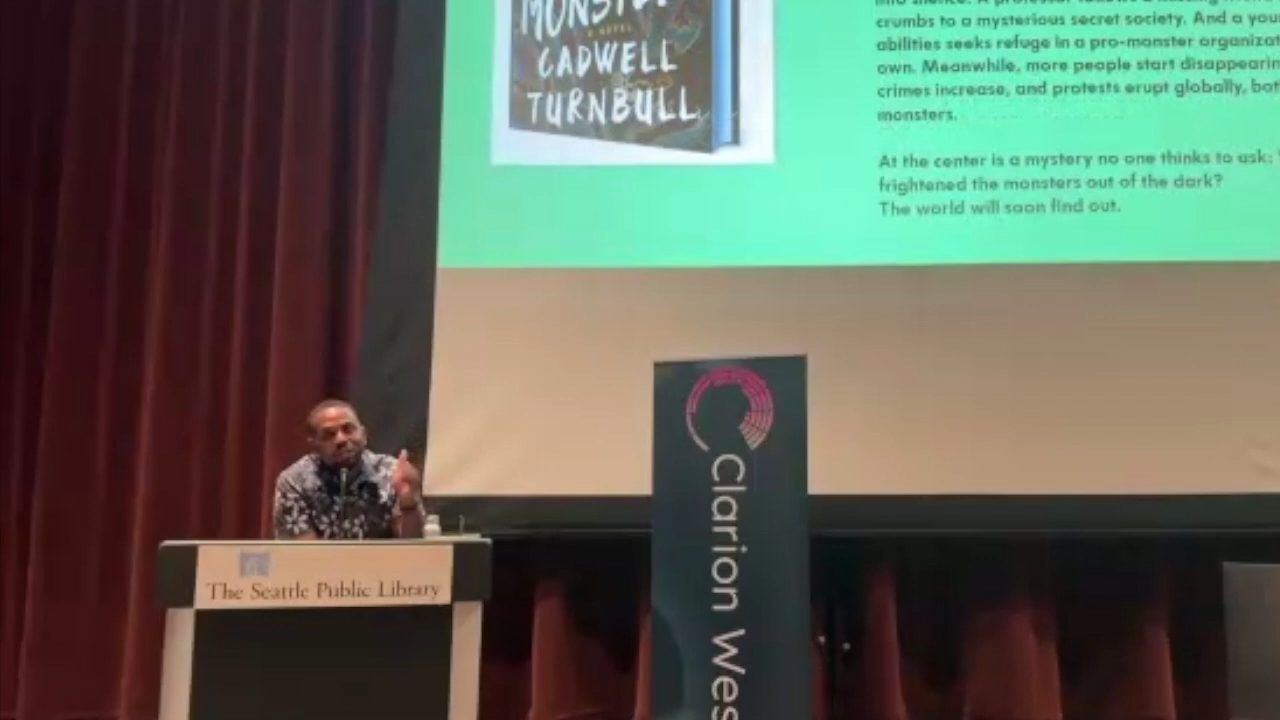 MONST
A NOVEL
CADWELL
TURNBULL
crumbs to a mysterious secret society. And a you
abilities seeks refuge in a pro-monster organizat
own. Meanwhile, more people start disappearin
crimes increase, and protests erupt globally, bot
monsters.
At the center is a mystery no one thinks to ask:
frightened the monsters out of the dark?
The world will soon find out.
The Seattle Public Library
Clarion Wes